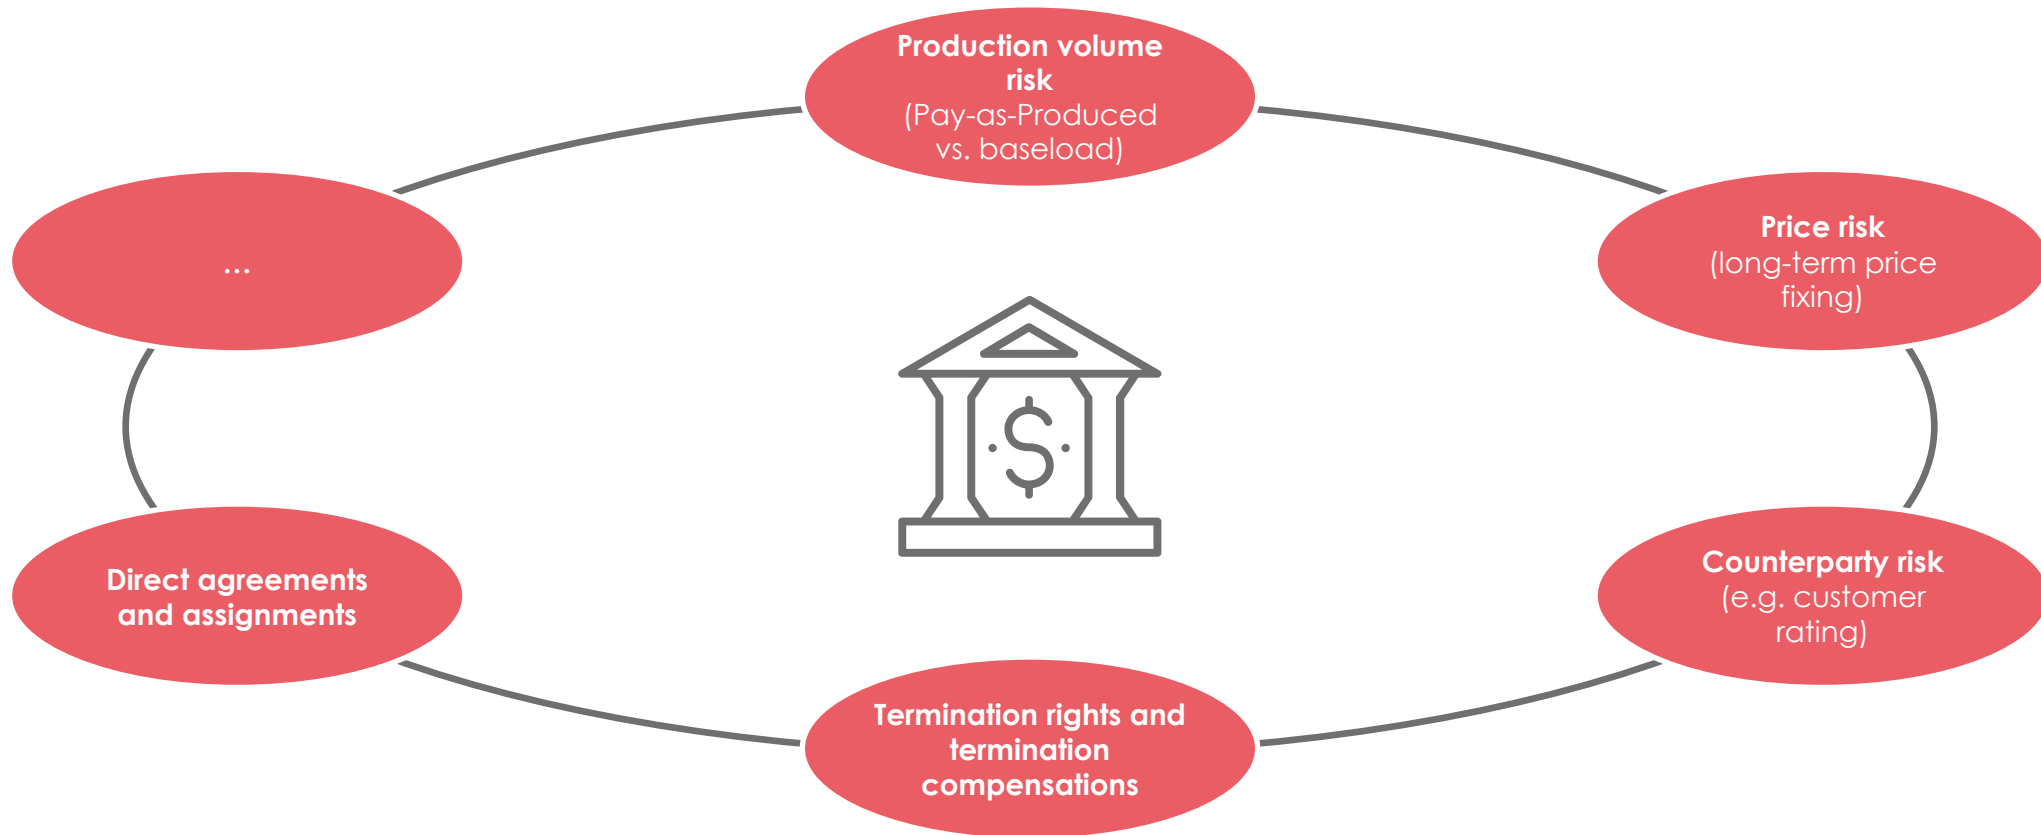 Production volume
risk
(Pay-as-Produced
vs. baseload)
Price risk
(long-term price
fixing)
Counterparty risk
(e.g. customer
rating)
Termination rights and
termination
compensations
Direct agreements
and assignments
...
$